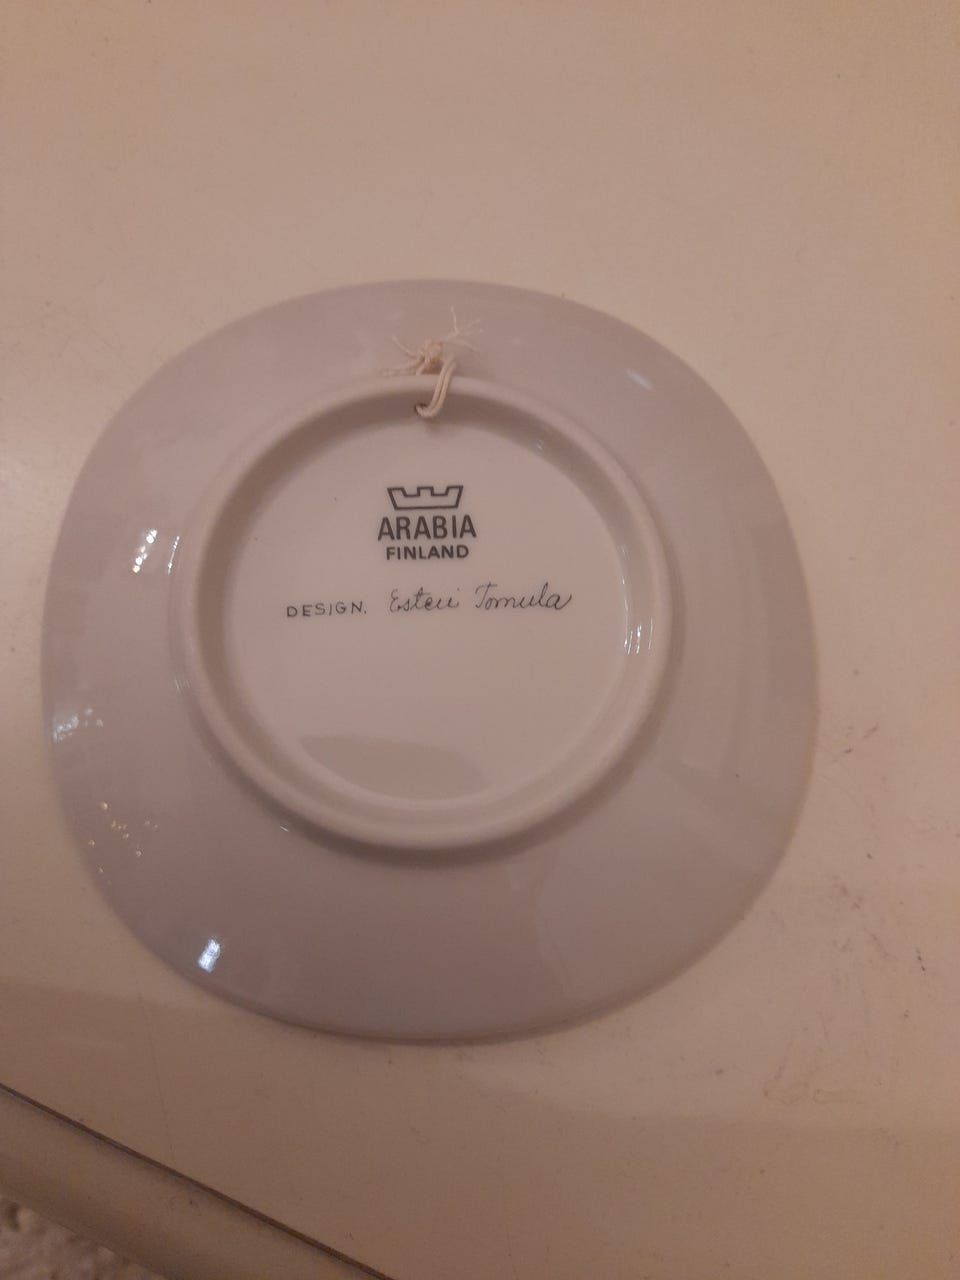 ARABIA
FINLAND
DESIGN. Esteri Tomula